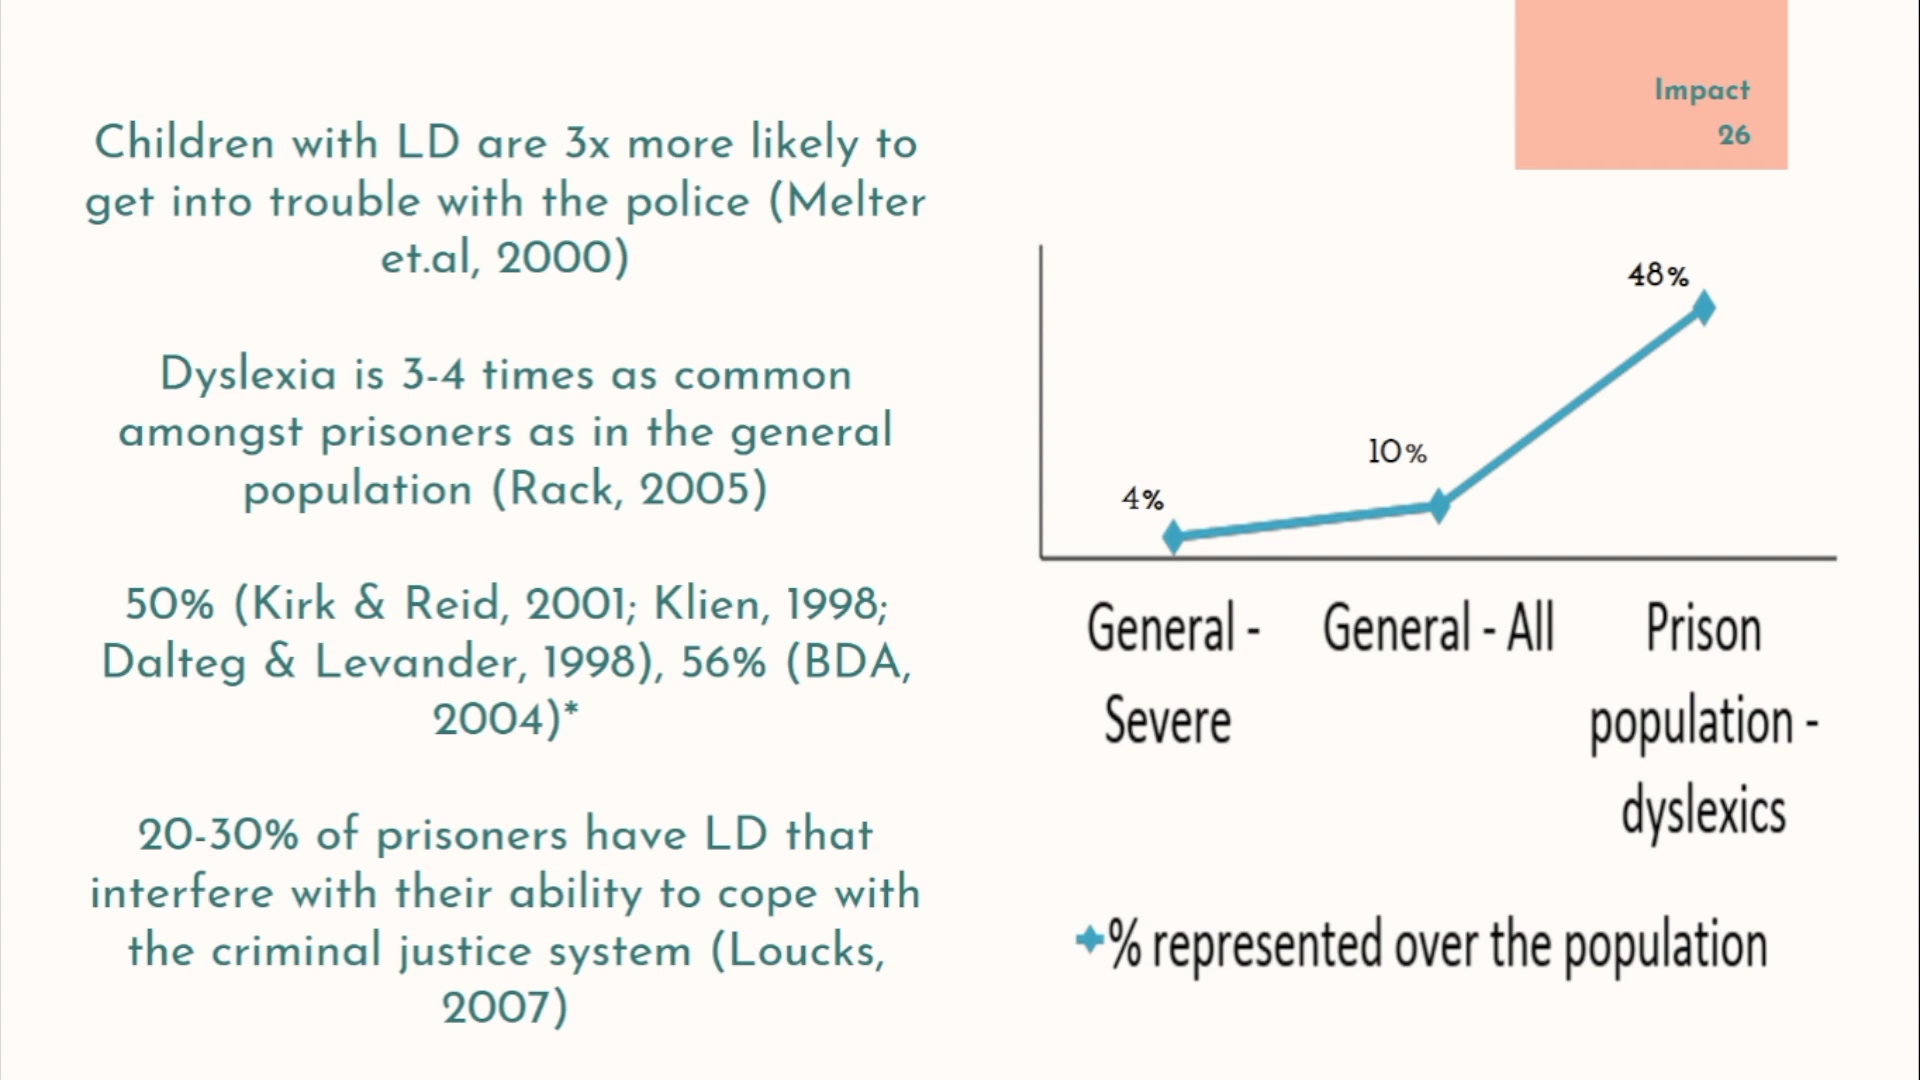 Impact
26
Children with LD are 3x more likely to
get into trouble with the police (Melter
et.al, 2000)
Dyslexia is 3-4 times as common
amongst prisoners as in the general
population (Rack, 2005)
50% (Kirk & Reid, 2001; Klien, 1998;
Dalteg & Levander, 1998), 56% (BDA,
2004)*
20-30% of prisoners have LD that
interfere with their ability to cope with
the criminal justice system (Loucks,
2007)
48%
10%
4%
General -
Severe
General - All
Prison
population -
dyslexics
% represented over the population